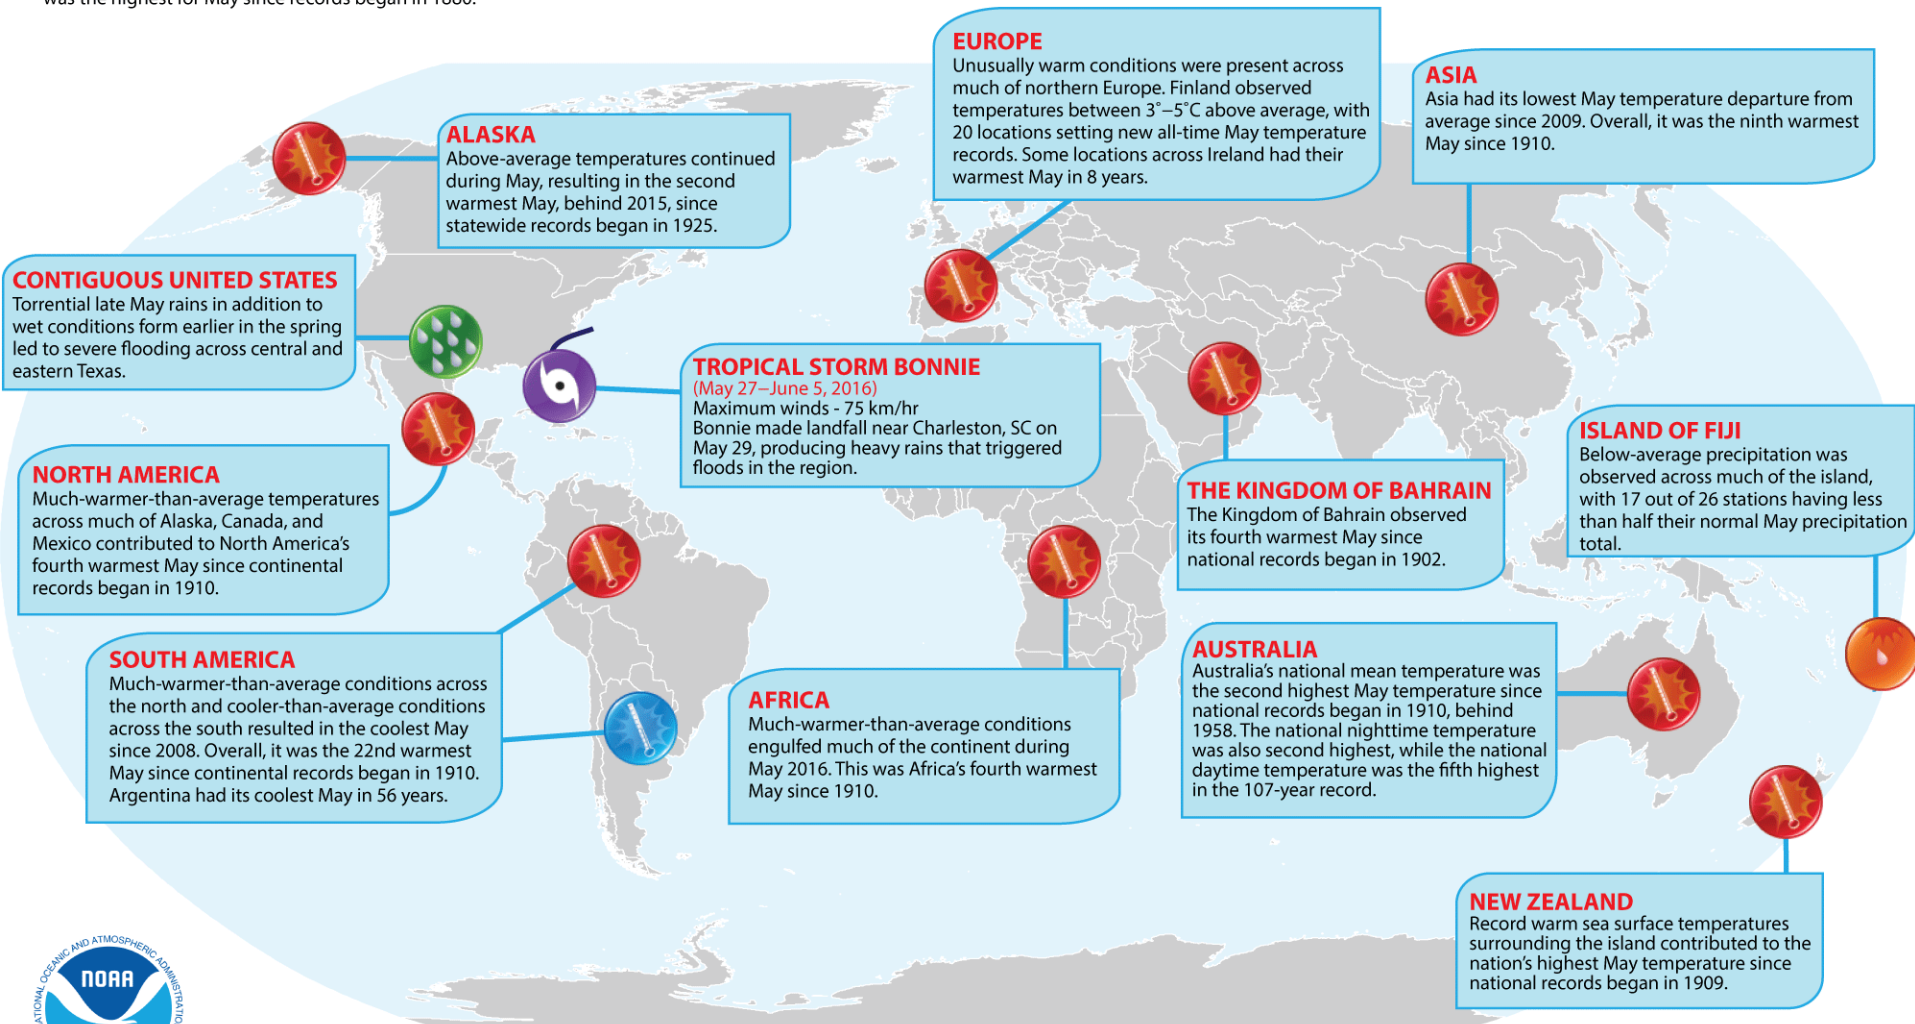 was the highest for May since records began in 1880.
EUROPE
Unusually warm conditions were present across
much of northern Europe. Finland observed
temperatures between 3˚–5˚C above average, with
20 locations setting new all-time May temperature
records. Some locations across Ireland had their
warmest May in 8 years.
ASIA
Asia had its lowest May temperature departure from
average since 2009. Overall, it was the ninth warmest
May since 1910.
ALASKA
Above-average temperatures continued
during May, resulting in the second
warmest May, behind 2015, since
statewide records began in 1925.
CONTIGUOUS UNITED STATES
Torrential late May rains in addition to
wet conditions form earlier in the spring
led to severe flooding across central and
eastern Texas.
TROPICAL STORM BONNIE
(May 27–June 5, 2016)
Maximum winds - 75 km/hr
Bonnie made landfall near Charleston, SC on
May 29, producing heavy rains that triggered
floods in the region.
ISLAND OF FIJI
Below-average precipitation was
observed across much of the island,
with 17 out of 26 stations having less
than half their normal May precipitation
total.
NORTH AMERICA
Much-warmer-than-average temperatures
across much of Alaska, Canada, and
Mexico contributed to North America's
fourth warmest May since continental
records began in 1910.
THE KINGDOM OF BAHRAIN
The Kingdom of Bahrain observed
its fourth warmest May since
national records began in 1902.
SOUTH AMERICA
Much-warmer-than-average conditions across
the north and cooler-than-average conditions
across the south resulted in the coolest May
since 2008. Overall, it was the 22nd warmest
May since continental records began in 1910.
Argentina had its coolest May in 56 years.
AFRICA
Much-warmer-than-average conditions
engulfed much of the continent during
May 2016. This was Africa's fourth warmest
May since 1910.
AUSTRALIA
Australia's national mean temperature was
the second highest May temperature since
national records began in 1910, behind
1958. The national nighttime temperature
was also second highest, while the national
daytime temperature was the fifth highest
in the 107-year record.
NEW ZEALAND
Record warm sea surface temperatures
surrounding the island contributed to the
nation's highest May temperature since
national records began in 1909.
NATIONAL OCEANIC AND ATMOSPHERIC ADMINISTRATION
NOAA